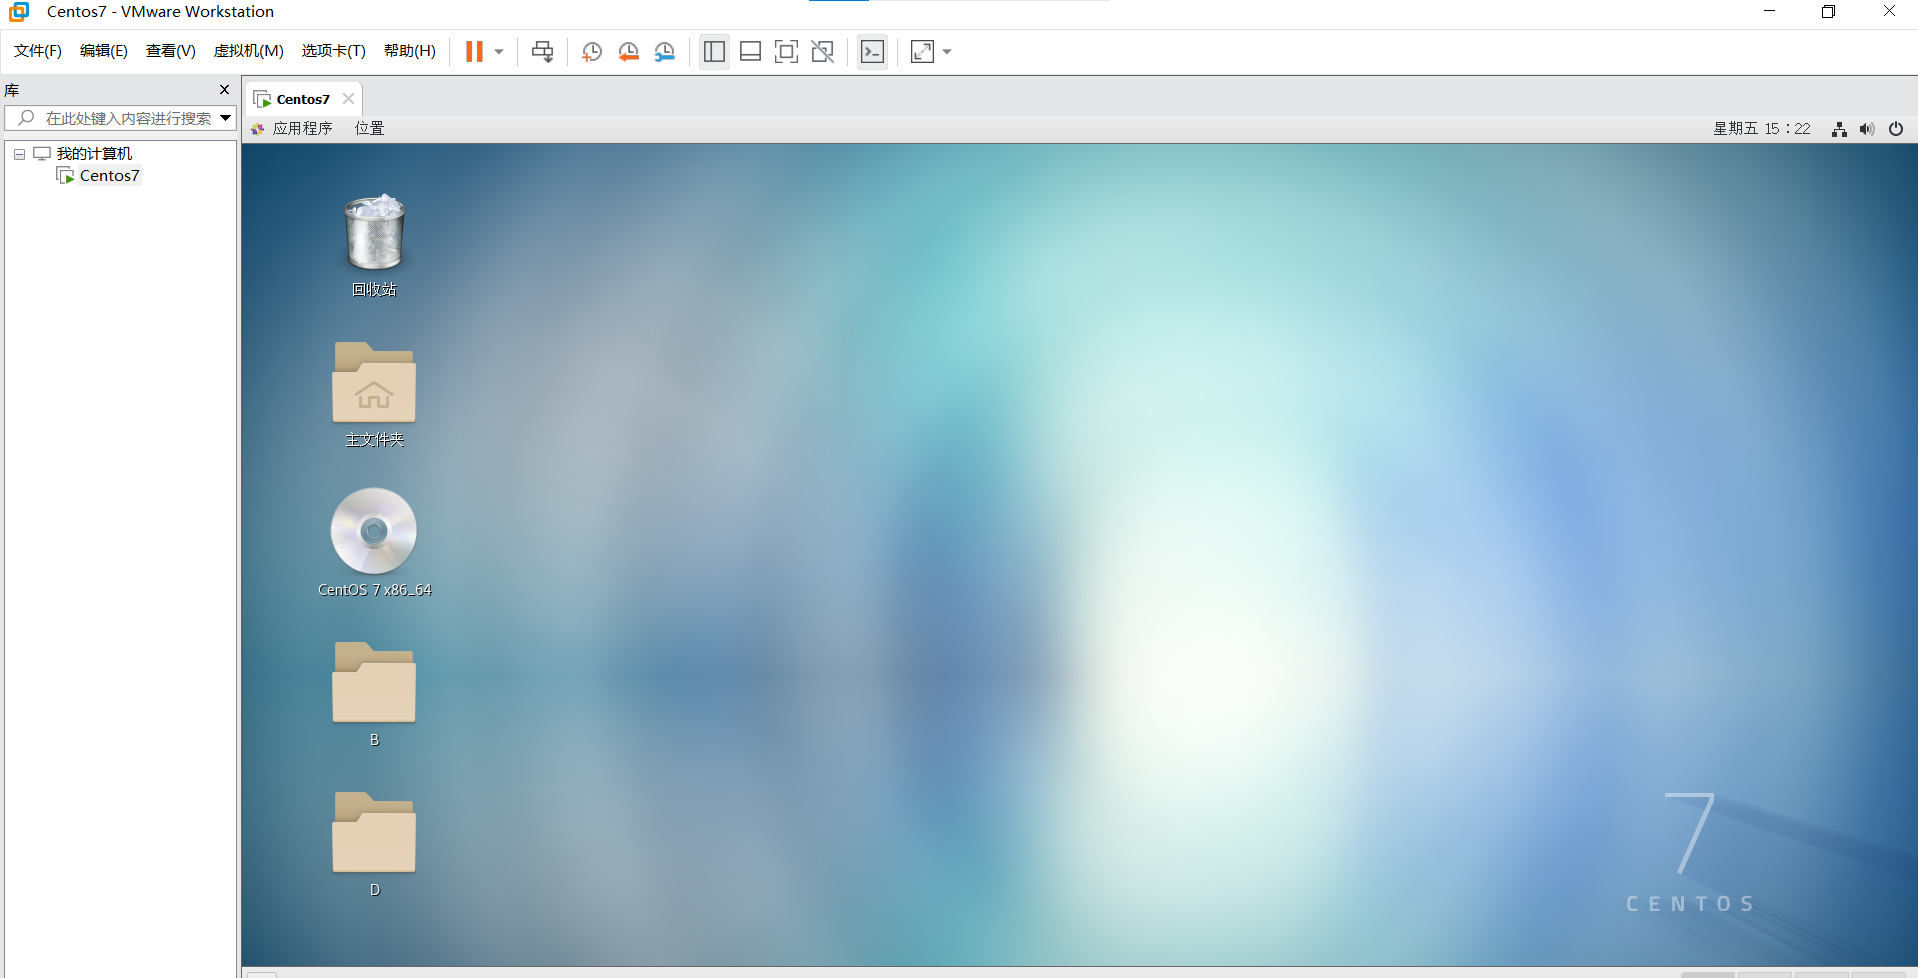 Centos7 - VMware Workstation
文件(F) 编辑(E) 查看(V) 虚拟机(M) 选项卡(T) 帮助(H)
库
在此处键入内容进行搜索
我的计算机
Centos7
Centos7
应用程序 位置 星期五 15：22
回收站
主文件夹
CentOS 7 x86_64
B
D
7
CENTOS